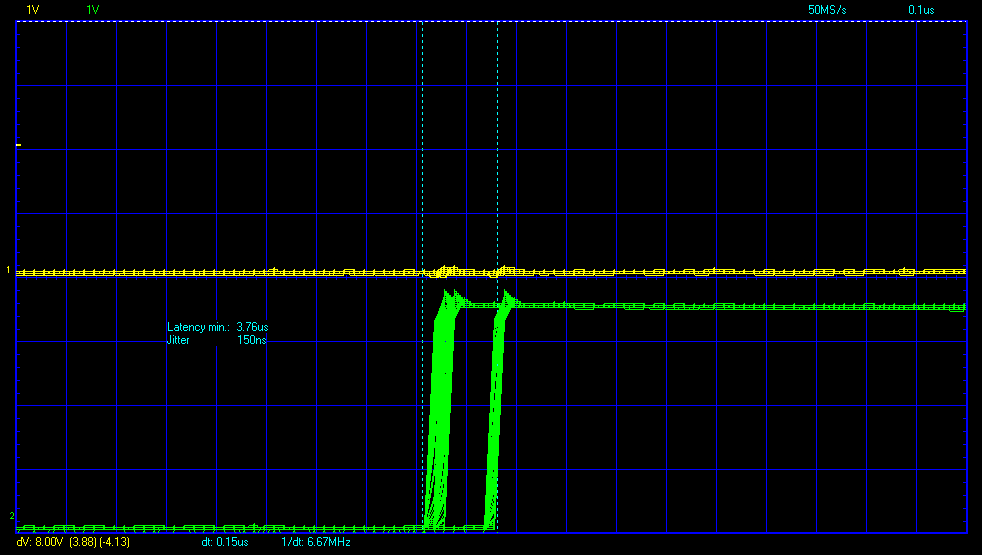 1V 1V 50MS/s 0.1us
1
Latency min.: 3.76us
Jitter 150ns
2
dV: 8.00V (3.88) (-4.13) dt: 0.15us 1/dt: 6.67MHz